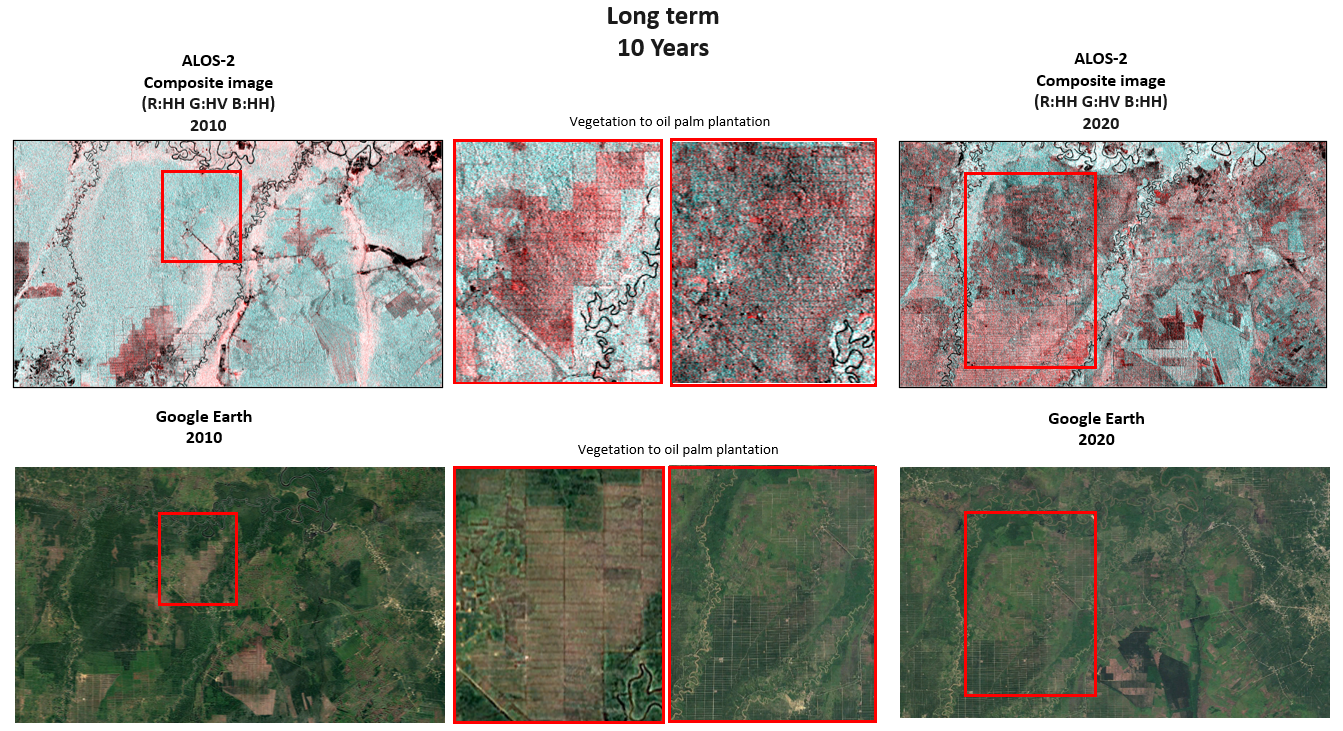 Long term
10 Years
ALOS-2
Composite image
(R:HH G:HV B:HH)
2010
Vegetation to oil palm plantation
ALOS-2
Composite image
(R:HH G:HV B:HH)
2020
Google Earth
2010
Vegetation to oil palm plantation
Google Earth
2020